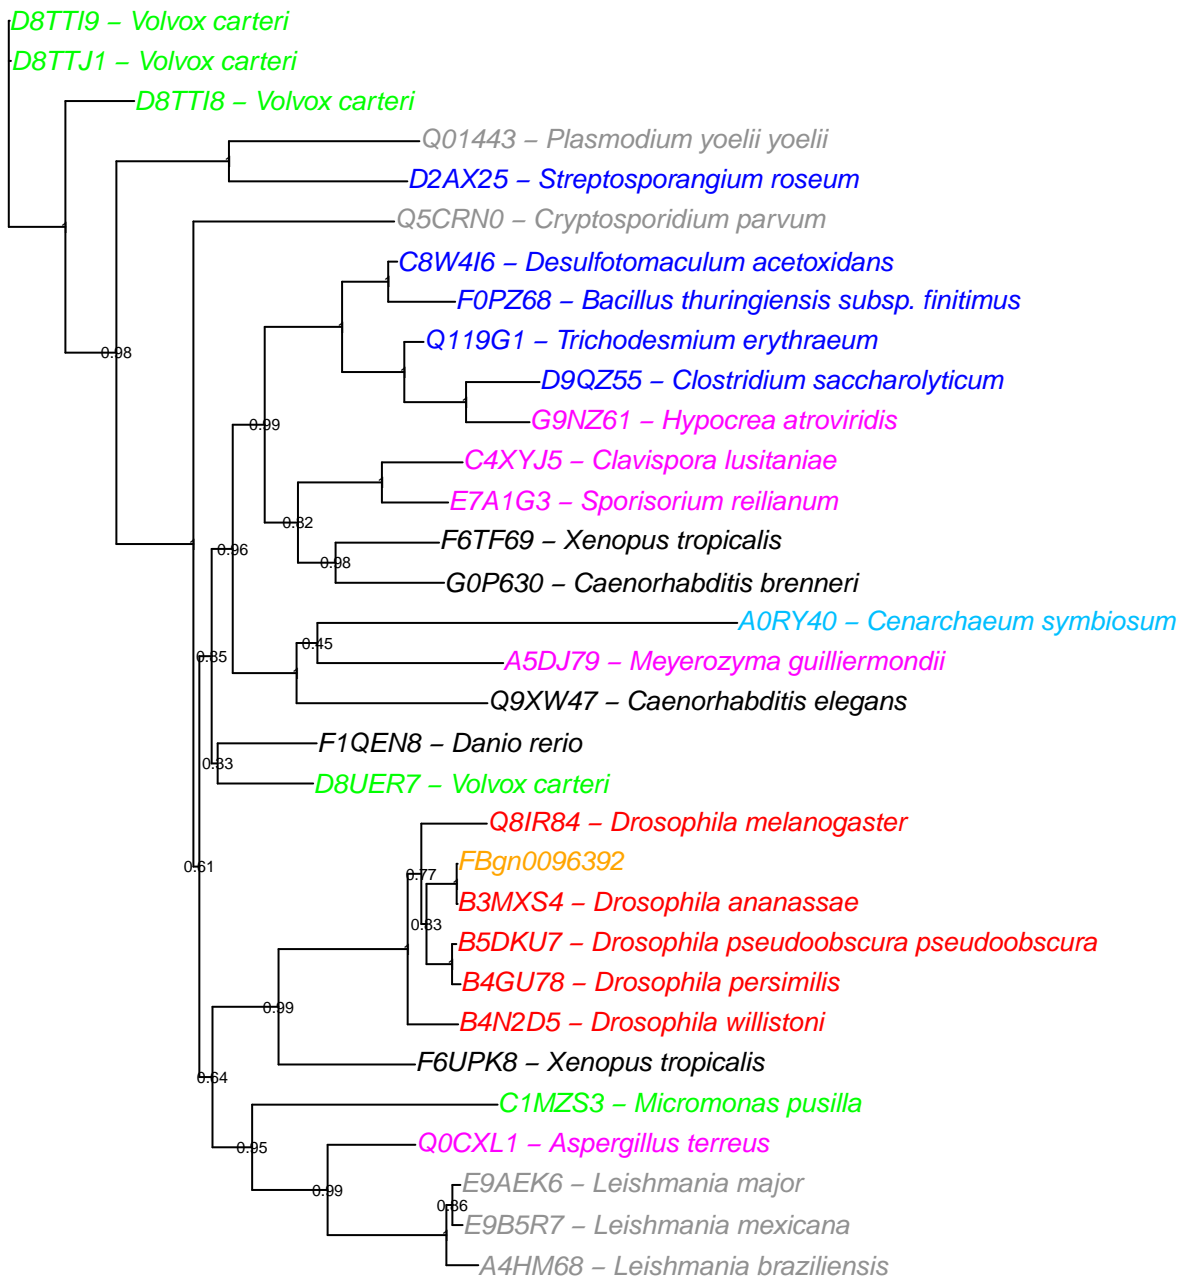 D8TTI9 – Volvox carteri
D8TTJ1 – Volvox carteri
D8TTI8 – Volvox carteri
Q01443 – Plasmodium yoelii yoelii
D2AX25 – Streptosporangium roseum
Q5CRN0 – Cryptosporidium parvum
C8W4I6 – Desulfotomaculum acetoxidans
F0PZ68 – Bacillus thuringiensis subsp. finitimus
Q119G1 – Trichodesmium erythraeum
0.98
D9QZ55 – Clostridium saccharolyticum
G9NZ61 – Hypocrea atroviridis
0.99
C4XYJ5 – Clavispora lusitaniae
E7A1G3 – Sporisorium reilianum
0.82
F6TF69 – Xenopus tropicalis
0.96
0.98
G0P630 – Caenorhabditis brenneri
A0RY40 – Cenarchaeum symbiosum
0.45
0.85
A5DJ79 – Meyerozyma guilliermondii
Q9XW47 – Caenorhabditis elegans
F1QEN8 – Danio rerio
0.83
D8UER7 – Volvox carteri
Q8IR84 – Drosophila melanogaster
FBgn0096392
0.61
0.77
B3MXS4 – Drosophila ananassae
0.83
B5DKU7 – Drosophila pseudoobscura pseudoobscura
B4GU78 – Drosophila persimilis
0.99
B4N2D5 – Drosophila willistoni
F6UPK8 – Xenopus tropicalis
0.64
C1MZS3 – Micromonas pusilla
0.95
Q0CXL1 – Aspergillus terreus
E9AEK6 – Leishmania major
0.99
0.86
E9B5R7 – Leishmania mexicana
A4HM68 – Leishmania braziliensis